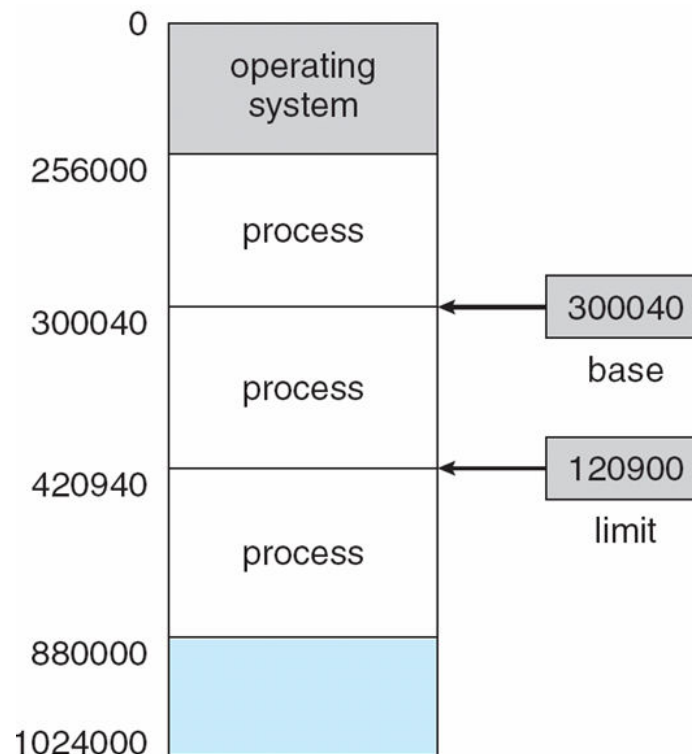 0
operating
system
256000
process
300040
300040
base
process
420940
120900
limit
process
880000
1024000